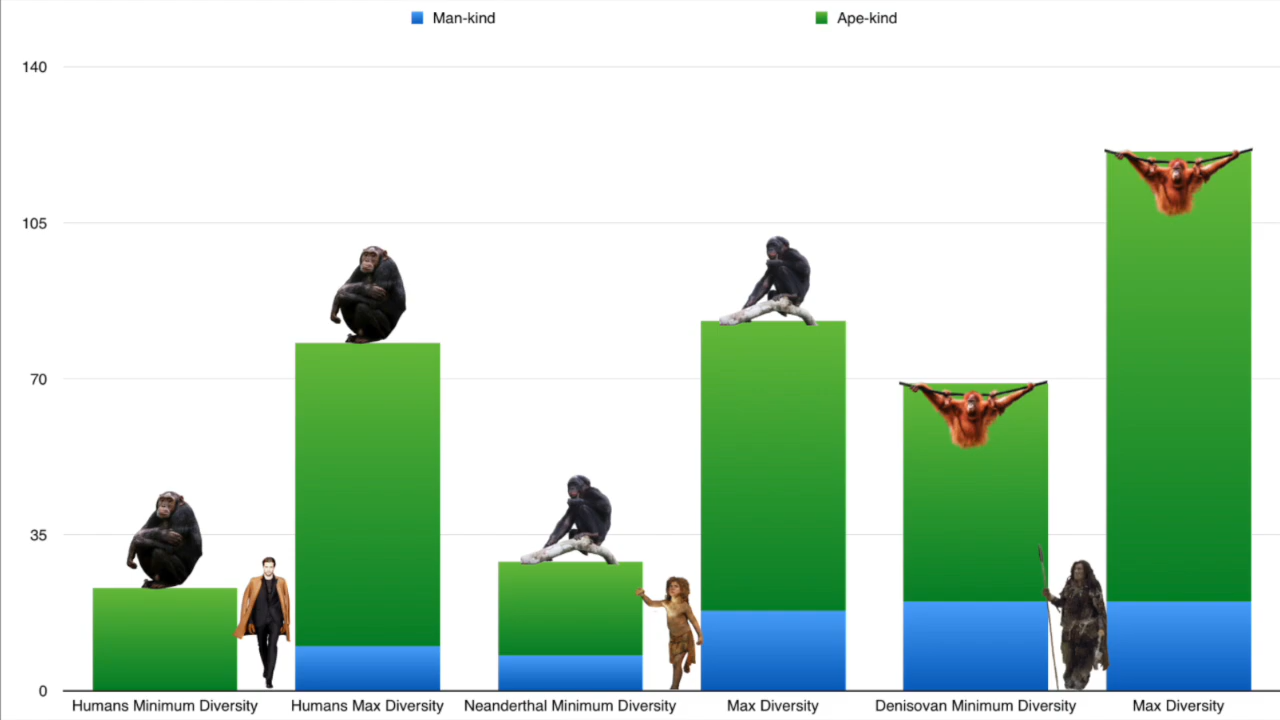 Man-kind
Ape-kind
140
105
70
35
0
Humans Minimum Diversity
Humans Max Diversity
Neanderthal Minimum Diversity
Max Diversity
Denisovan Minimum Diversity
Max Diversity